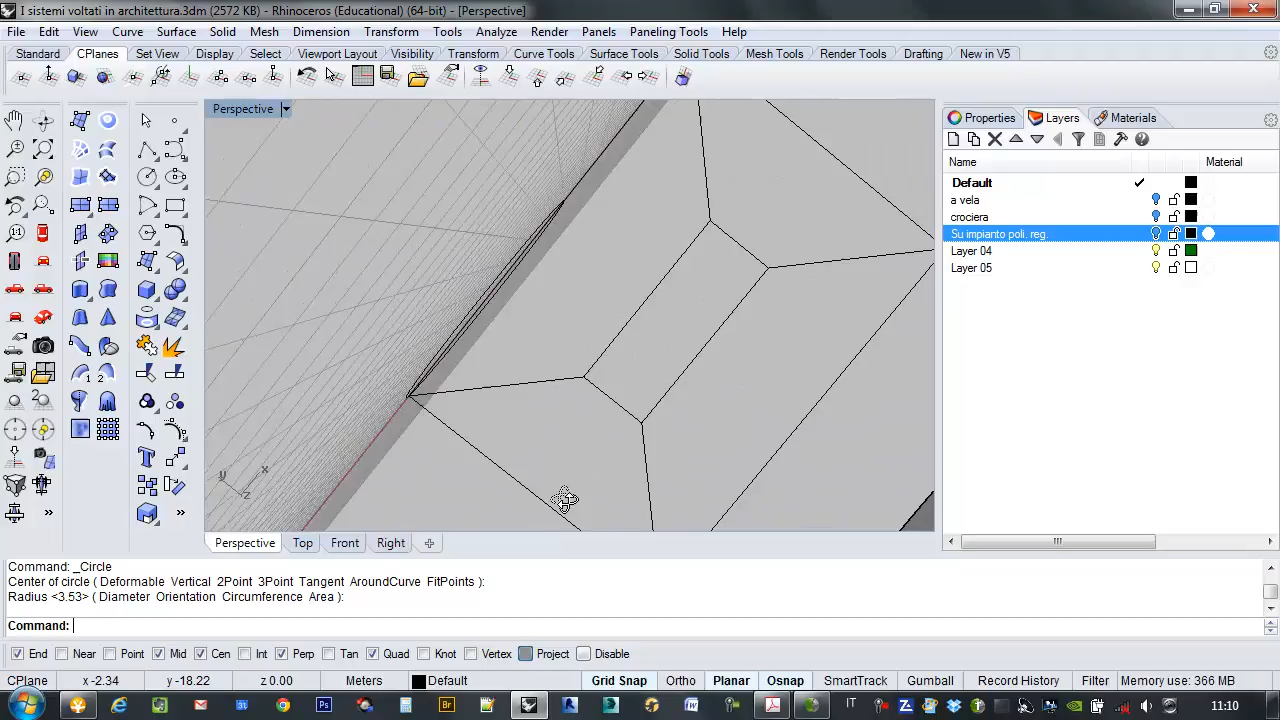 I sistemi voltati in architettura.3dm (2572 KB) - Rhinoceros (Educational) (64-bit) - [Perspective]
File Edit View Curve Surface Solid Mesh Dimension Transform Tools Analyze Render Panels Paneling Tools Help
Standard CPlanes Set View Display Select Viewport Layout Visibility Transform Curve Tools Surface Tools Solid Tools Mesh Tools Render Tools Drafting New in V5
Perspective
Properties Layers Materials
Name Material
Default
a vela
crociera
Su impianto poli. reg.
Layer 04
Layer 05
y x z
Perspective Top Front Right
Command: _Circle
Center of circle ( Deformable Vertical 2Point 3Point Tangent AroundCurve FitPoints ):
Radius <3.53> ( Diameter Orientation Circumference Area ):
Command:
End Near Point Mid Cen Int Perp Tan Quad Knot Vertex Project Disable
CPlane x -2.34 y -18.22 z 0.00 Meters Default Grid Snap Ortho Planar Osnap SmartTrack Gumball Record History Filter Memory use: 366 MB
IT 11:10